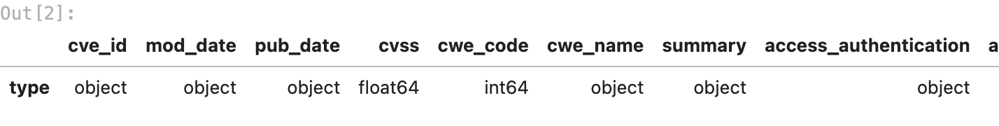 Out[2]:
cve_id mod_date pub_date cvss cwe_code cwe_name summary access_authentication a
type object object object float64 int64 object object object